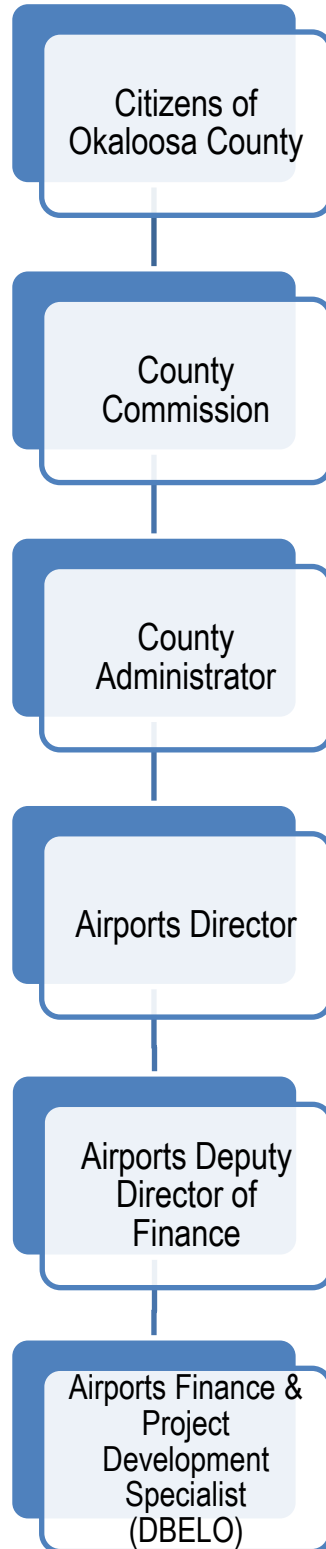 Citizens of
Okaloosa County
County
Commission
County
Administrator
Airports Director
Airports Deputy
Director of
Finance
Airports Finance &
Project
Development
Specialist
(DBELO)